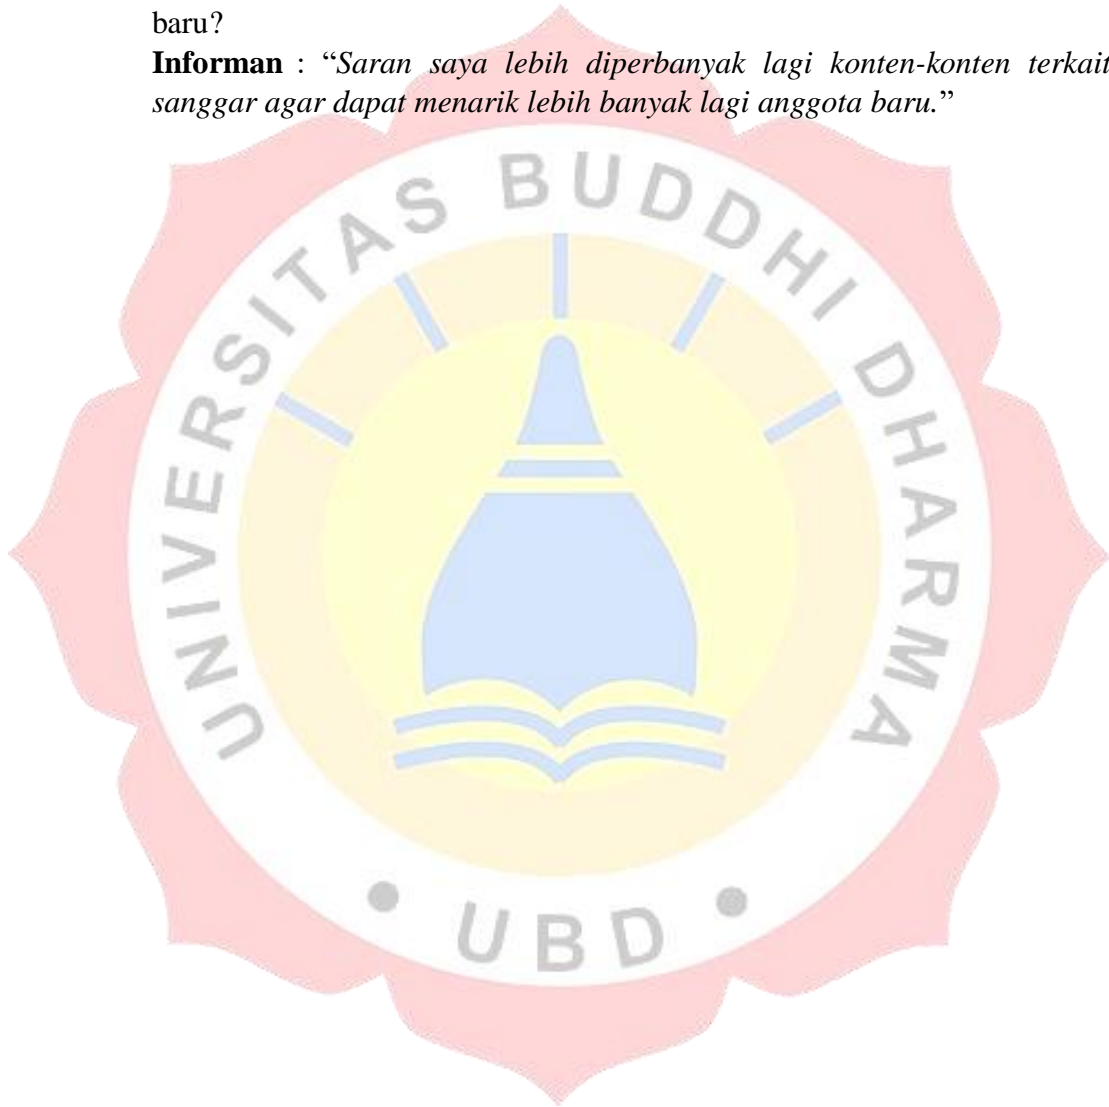 baru?
Informan : “Saran saya lebih diperbanyak lagi konten-konten terkait
sanggar agar dapat menarik lebih banyak lagi anggota baru.”
UNIVERSITAS BUDDHI DHARMA
• UBD •